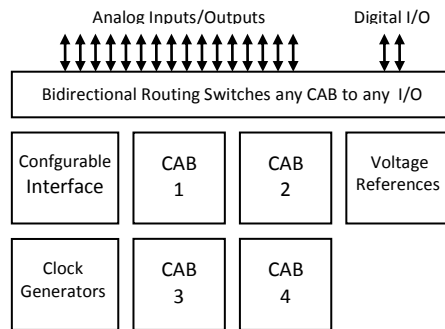 Analog Inputs/Outputs
Digital I/O
Bidirectional Routing Switches any CAB to any I/O
Confgurable
Interface
CAB
1
CAB
2
Voltage
References
Clock
Generators
CAB
3
CAB
4